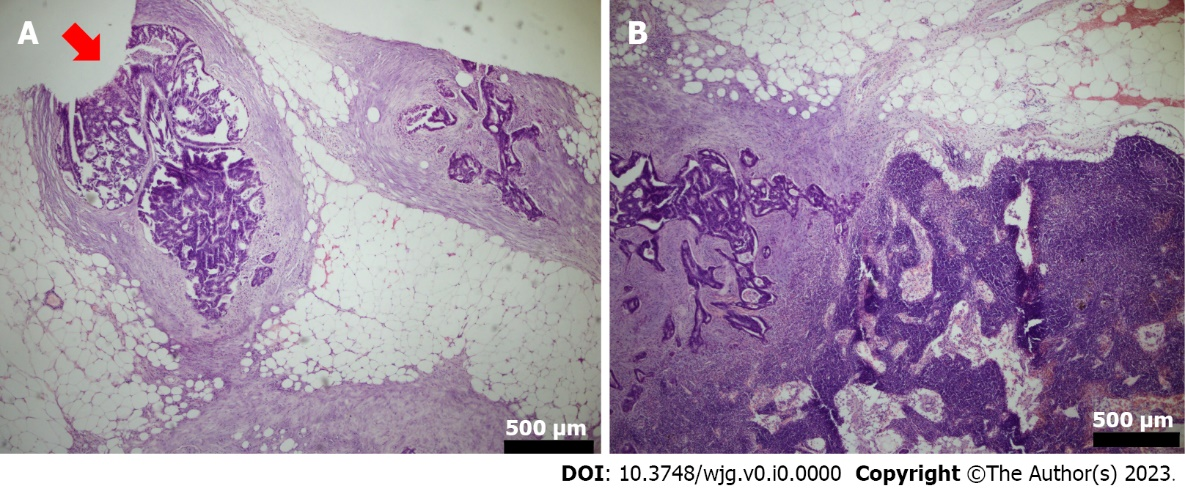 A
B
500 µm
500 µm
DOI: 10.3748/wjg.v0.i0.0000 Copyright ©The Author(s) 2023.